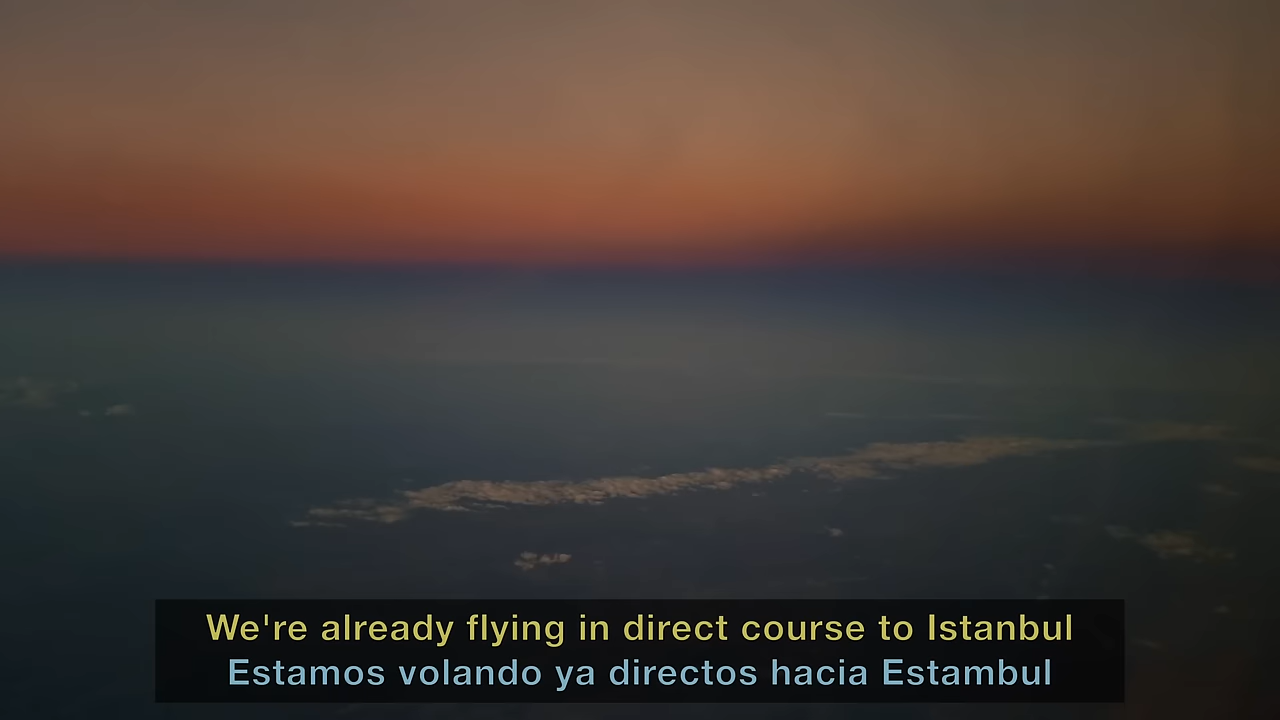 We're already flying in direct course to Istanbul
Estamos volando ya directos hacia Estambul